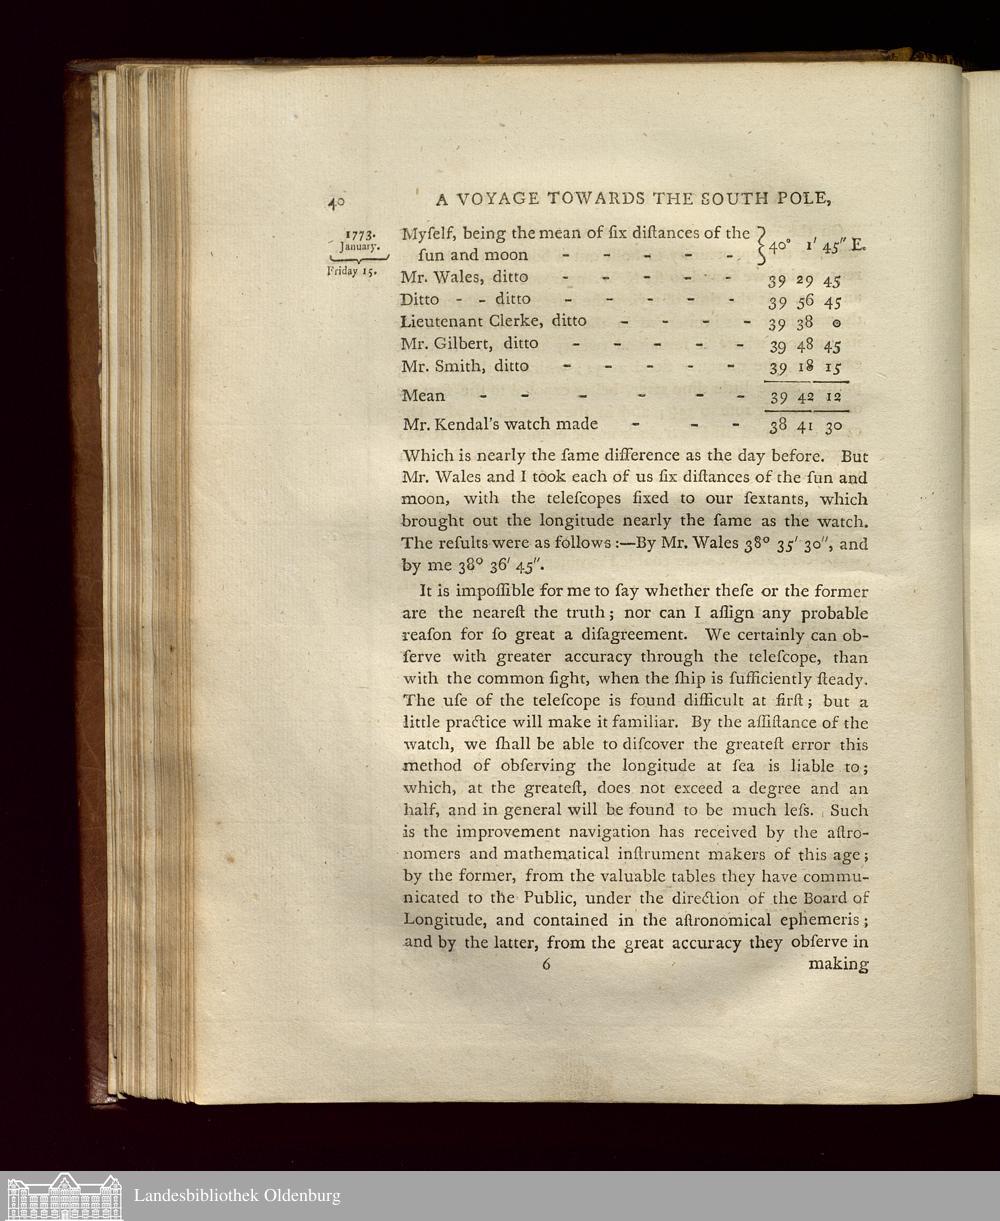 40 A VOYAGE TOWARDS THE SOUTH POLE,
1773.
January.
Friday 15.
Myſelf, being the mean of ſix diſtances of the
ſun and moon - - - - - } 40° 1′ 45″ E.
Mr. Wales, ditto - - - - - 39 29 45
Ditto - - ditto - - - - - 39 56 45
Lieutenant Clerke, ditto - - - - 39 38 0
Mr. Gilbert, ditto - - - - - 39 48 45
Mr. Smith, ditto - - - - - 39 18 15
Mean - - - - - - 39 42 12
Mr. Kendal's watch made - - - 38 41 30
Which is nearly the ſame difference as the day before. But
Mr. Wales and I took each of us ſix diſtances of the ſun and
moon, with the teleſcopes fixed to our ſextants, which
brought out the longitude nearly the ſame as the watch.
The reſults were as follows :—By Mr. Wales 38° 35′ 30″, and
by me 38° 36′ 45″.
It is impoſſible for me to ſay whether theſe or the former
are the neareſt the truth; nor can I aſſign any probable
reaſon for ſo great a diſagreement. We certainly can ob-
ſerve with greater accuracy through the teleſcope, than
with the common ſight, when the ſhip is ſufficiently ſteady.
The uſe of the teleſcope is found difficult at firſt; but a
little practice will make it familiar. By the aſſiſtance of the
watch, we ſhall be able to diſcover the greateſt error this
method of obſerving the longitude at ſea is liable to;
which, at the greateſt, does not exceed a degree and an
half, and in general will be found to be much leſs. Such
is the improvement navigation has received by the aſtro-
nomers and mathematical inſtrument makers of this age;
by the former, from the valuable tables they have commu-
nicated to the Public, under the direction of the Board of
Longitude, and contained in the aſtronomical ephemeris;
and by the latter, from the great accuracy they obſerve in
6 making
Landesbibliothek Oldenburg